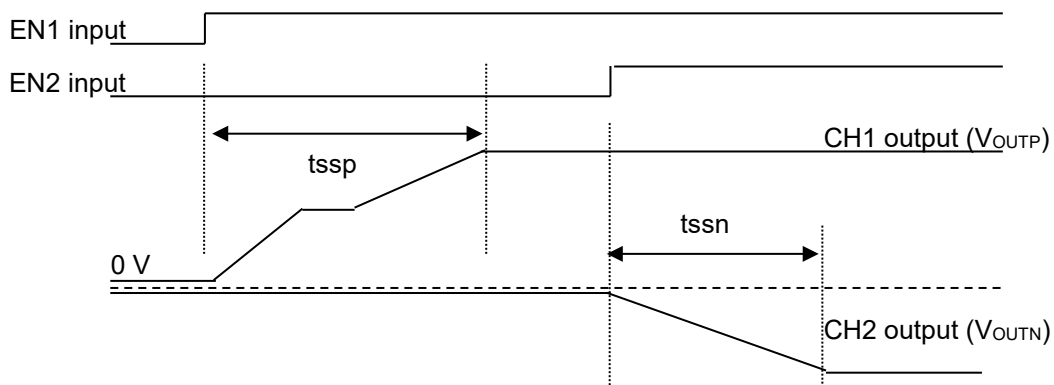 EN1 input
EN2 input
CH1 output (VOUTP)
tssp
tssn
0 V
CH2 output (VOUTN)